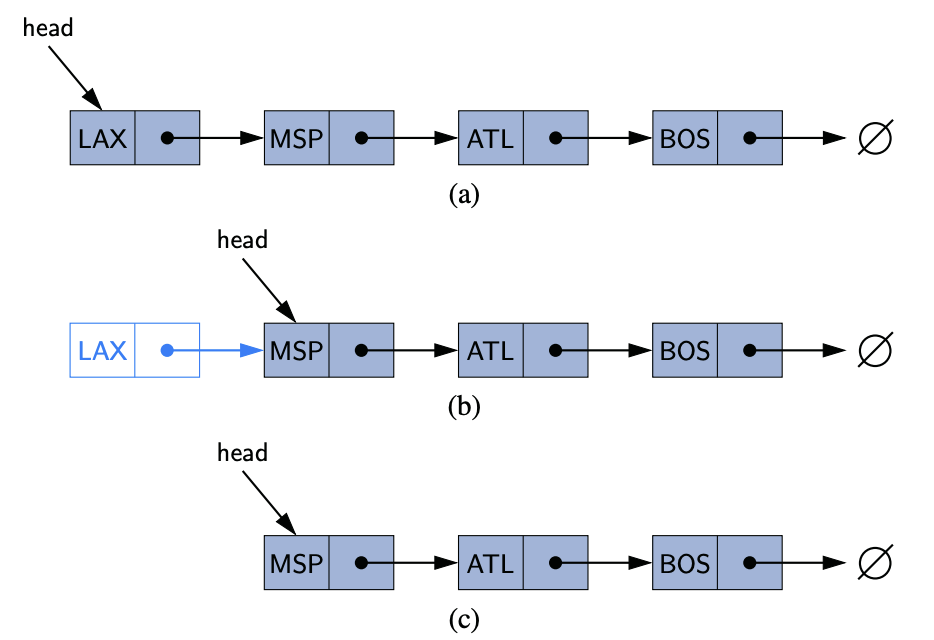 head
LAX MSP ATL BOS ∅
(a)
head
LAX MSP ATL BOS ∅
(b)
head
MSP ATL BOS ∅
(c)